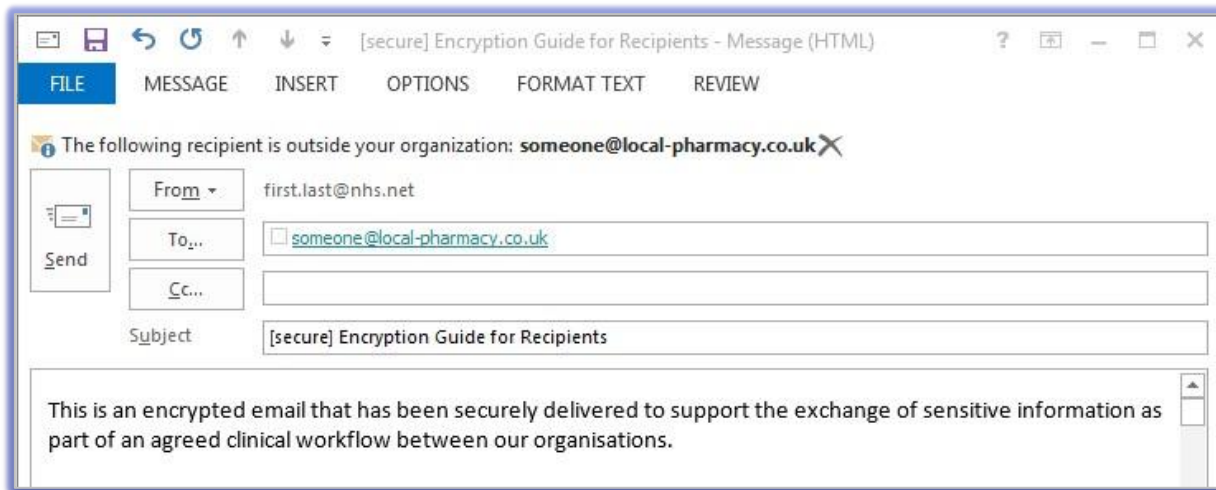 [secure] Encryption Guide for Recipients - Message (HTML)
FILE MESSAGE INSERT OPTIONS FORMAT TEXT REVIEW
The following recipient is outside your organization: someone@local-pharmacy.co.uk
From first.last@nhs.net
To... someone@local-pharmacy.co.uk
Send
Cc...
Subject [secure] Encryption Guide for Recipients
This is an encrypted email that has been securely delivered to support the exchange of sensitive information as
part of an agreed clinical workflow between our organisations.